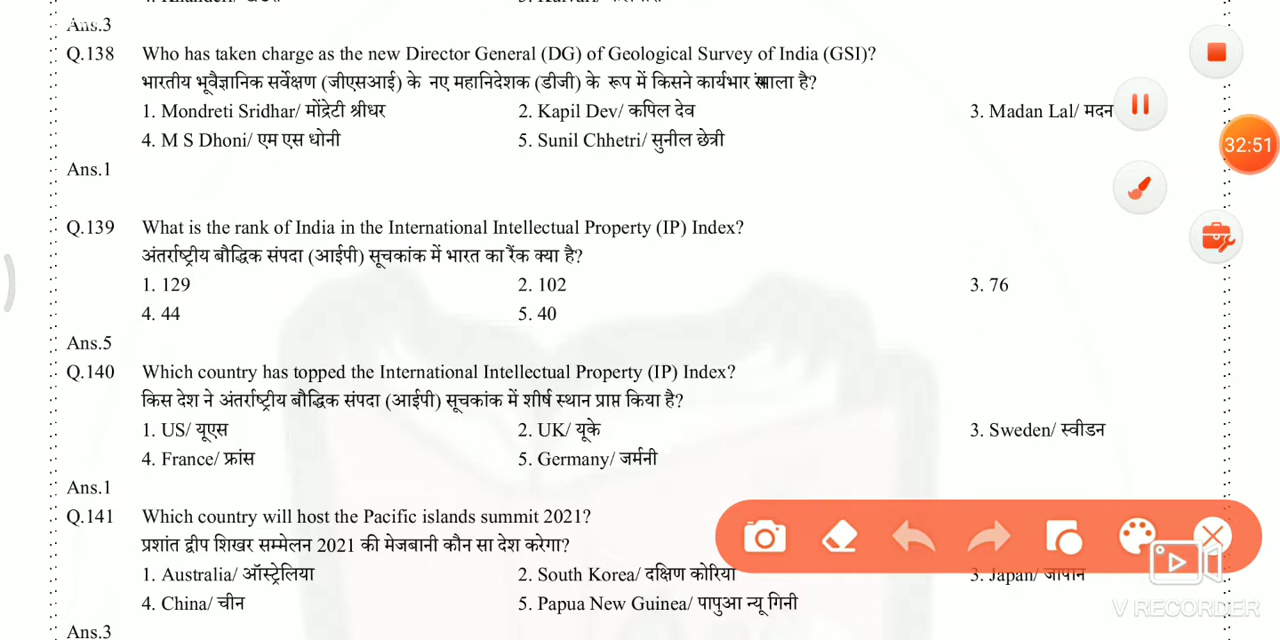 Ans.3
Q.138 Who has taken charge as the new Director General (DG) of Geological Survey of India (GSI)?
भारतीय भूवैज्ञानिक सर्वेक्षण (जीएसआई) के नए महानिदेशक (डीजी) के रूप में किसने कार्यभार संभाला है?
1. Mondreti Sridhar/ मोंद्रेटी श्रीधर 2. Kapil Dev/ कपिल देव 3. Madan Lal/ मदन
4. M S Dhoni/ एम एस धोनी 5. Sunil Chhetri/ सुनील छेत्री
32:51
Ans.1
Q.139 What is the rank of India in the International Intellectual Property (IP) Index?
अंतर्राष्ट्रीय बौद्धिक संपदा (आईपी) सूचकांक में भारत का रैंक क्या है?
1. 129 2. 102 3. 76
4. 44 5. 40
Ans.5
Q.140 Which country has topped the International Intellectual Property (IP) Index?
किस देश ने अंतर्राष्ट्रीय बौद्धिक संपदा (आईपी) सूचकांक में शीर्ष स्थान प्राप्त किया है?
1. US/ यूएस 2. UK/ यूके 3. Sweden/ स्वीडन
4. France/ फ्रांस 5. Germany/ जर्मनी
Ans.1
Q.141 Which country will host the Pacific islands summit 2021?
प्रशांत द्वीप शिखर सम्मेलन 2021 की मेजबानी कौन सा देश करेगा?
1. Australia/ ऑस्ट्रेलिया 2. South Korea/ दक्षिण कोरिया 3. Japan/ जापान
4. China/ चीन 5. Papua New Guinea/ पापुआ न्यू गिनी
V RECORDER
Ans.3